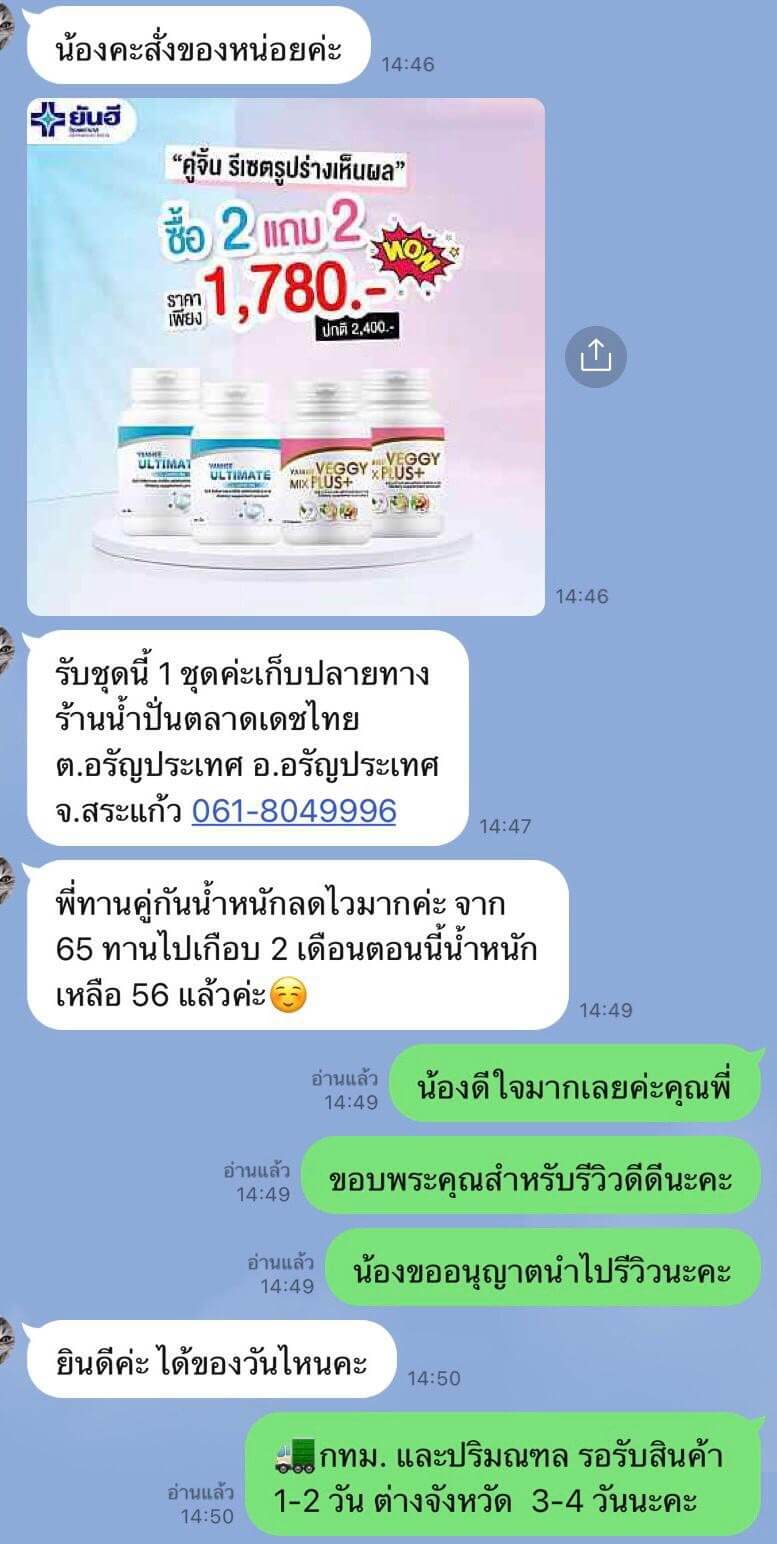 น้องคะสั่งของหน่อยค่ะ
14:46
ยันฮี
"คู่จิ้น รีเซตรูปร่างเห็นผล"
ซื้อ 2 แถม 2
WOW
ราคาเพียง 1,780.-
ปกติ 2,400.-
YANHEE ULTIMATE
YANHEE VEGGY
MIX PLUS+
VEGGY
PLUS+
14:46
รับชุดนี้ 1 ชุดค่ะเก็บปลายทาง
ร้านน้ำปั่นตลาดเดชไทย
ต.อรัญประเทศ อ.อรัญประเทศ
จ.สระแก้ว 061-8049996
14:47
พี่ทานคู่กันน้ำหนักลดไวมากค่ะ จาก
65 ทานไปเกือบ 2 เดือนตอนนี้น้ำหนัก
เหลือ 56 แล้วค่ะ😊
14:49
น้องดีใจมากเลยค่ะคุณพี่
อ่านแล้ว
14:49
ขอบพระคุณสำหรับรีวิวดีดีนะคะ
อ่านแล้ว
14:49
น้องขออนุญาตนำไปรีวิวนะคะ
อ่านแล้ว
14:49
ยินดีค่ะ ได้ของวันไหนคะ
14:50
🚛กทม. และปริมณฑล รอรับสินค้า
1-2 วัน ต่างจังหวัด 3-4 วันนะคะ
อ่านแล้ว
14:50